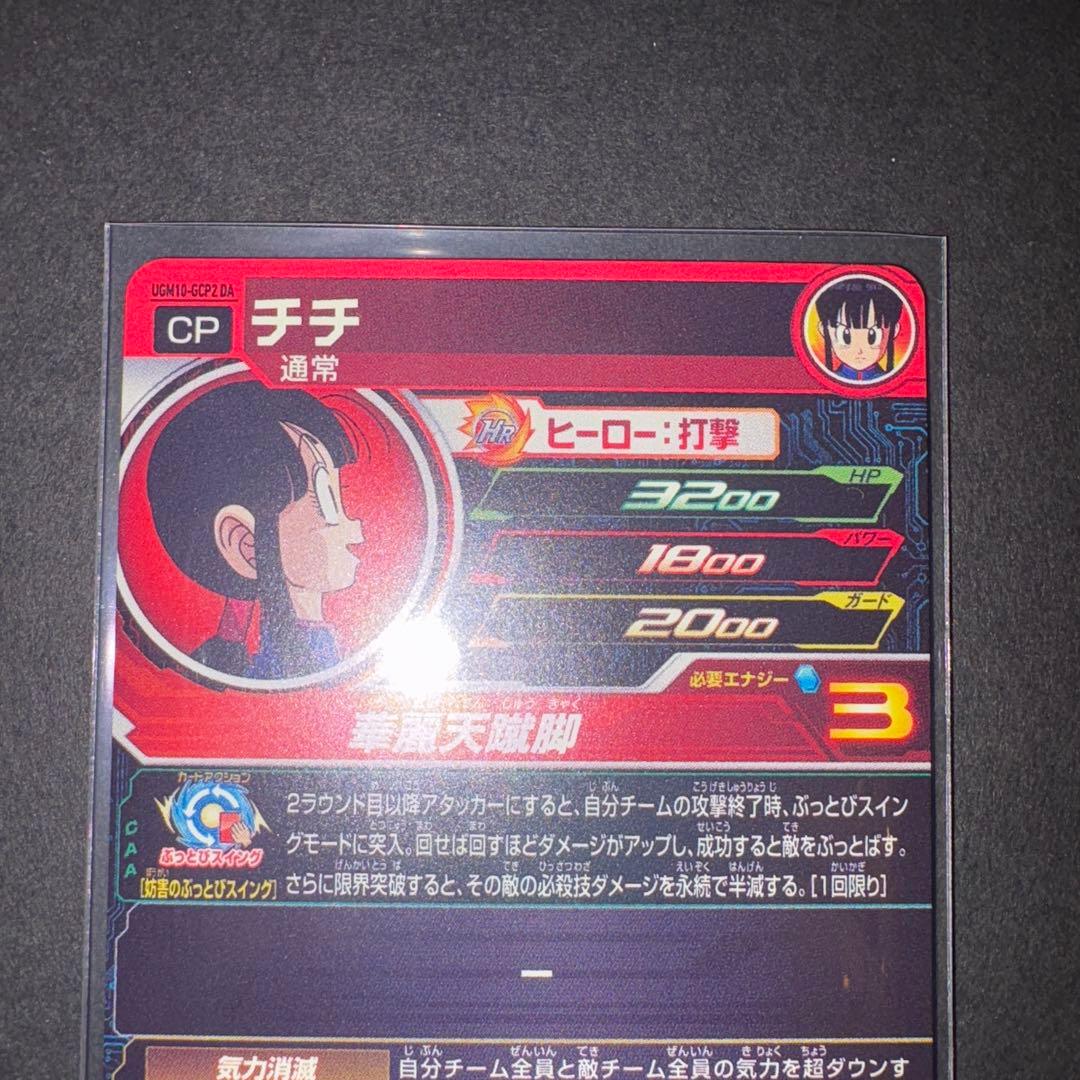 UGM10-GCP2 DA
CP
チチ
通常
HR
ヒーロー：打撃
HP
3200
パワー
1800
ガード
2000
必要エナジー
3
華麗天蹴脚
カードアクション
ぶっとびスイング
CAA
[妨害のぶっとびスイング]
2ラウンド目以降アタッカーにすると、自分チームの攻撃終了時、ぶっとびスイン
グモードに突入。回せば回すほどダメージがアップし、成功すると敵をぶっとばす。
さらに限界突破すると、その敵の必殺技ダメージを永続で半減する。[1回限り]
ー
気力消滅
自分チーム全員と敵チーム全員の気力を超ダウンす